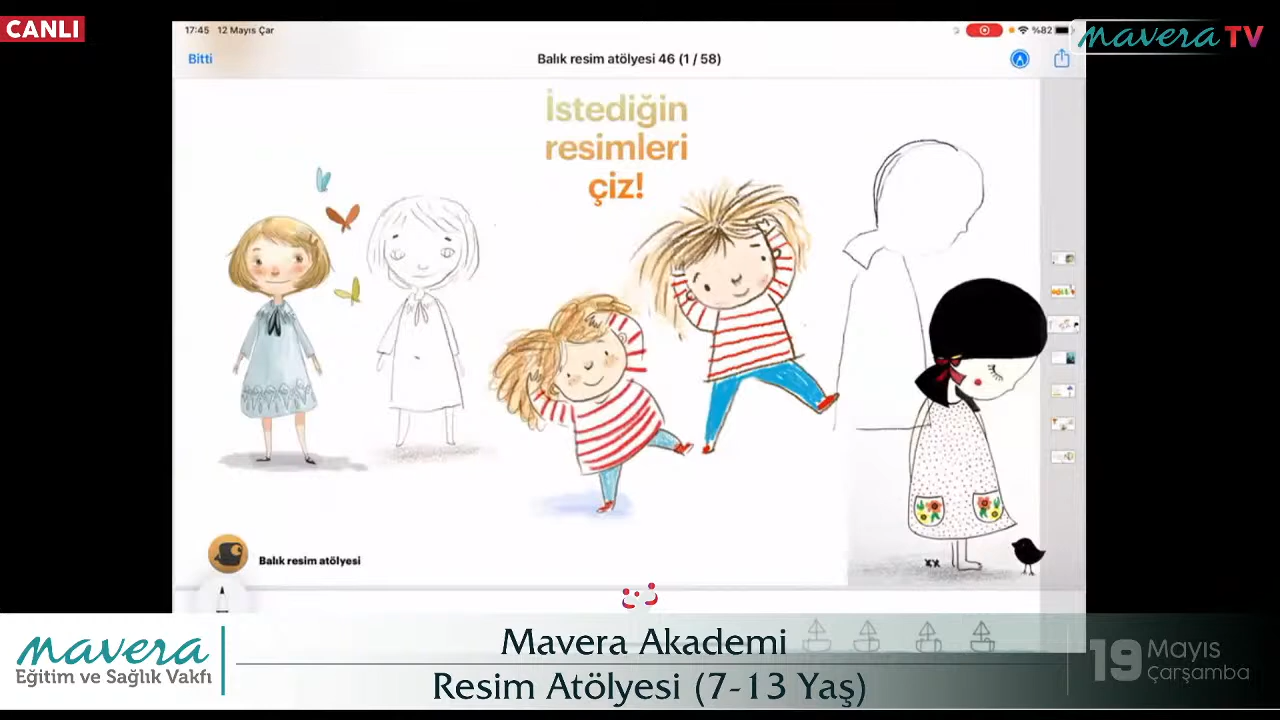 CANLI
17:45 12 Mayıs Çar
%82
mavera TV
Bitti
Balık resim atölyesi 46 (1 / 58)
İstediğin
resimleri
çiz!
Balık resim atölyesi
mavera
Eğitim ve Sağlık Vakfı
Mavera Akademi
Resim Atölyesi (7-13 Yaş)
19 Mayıs
Çarşamba